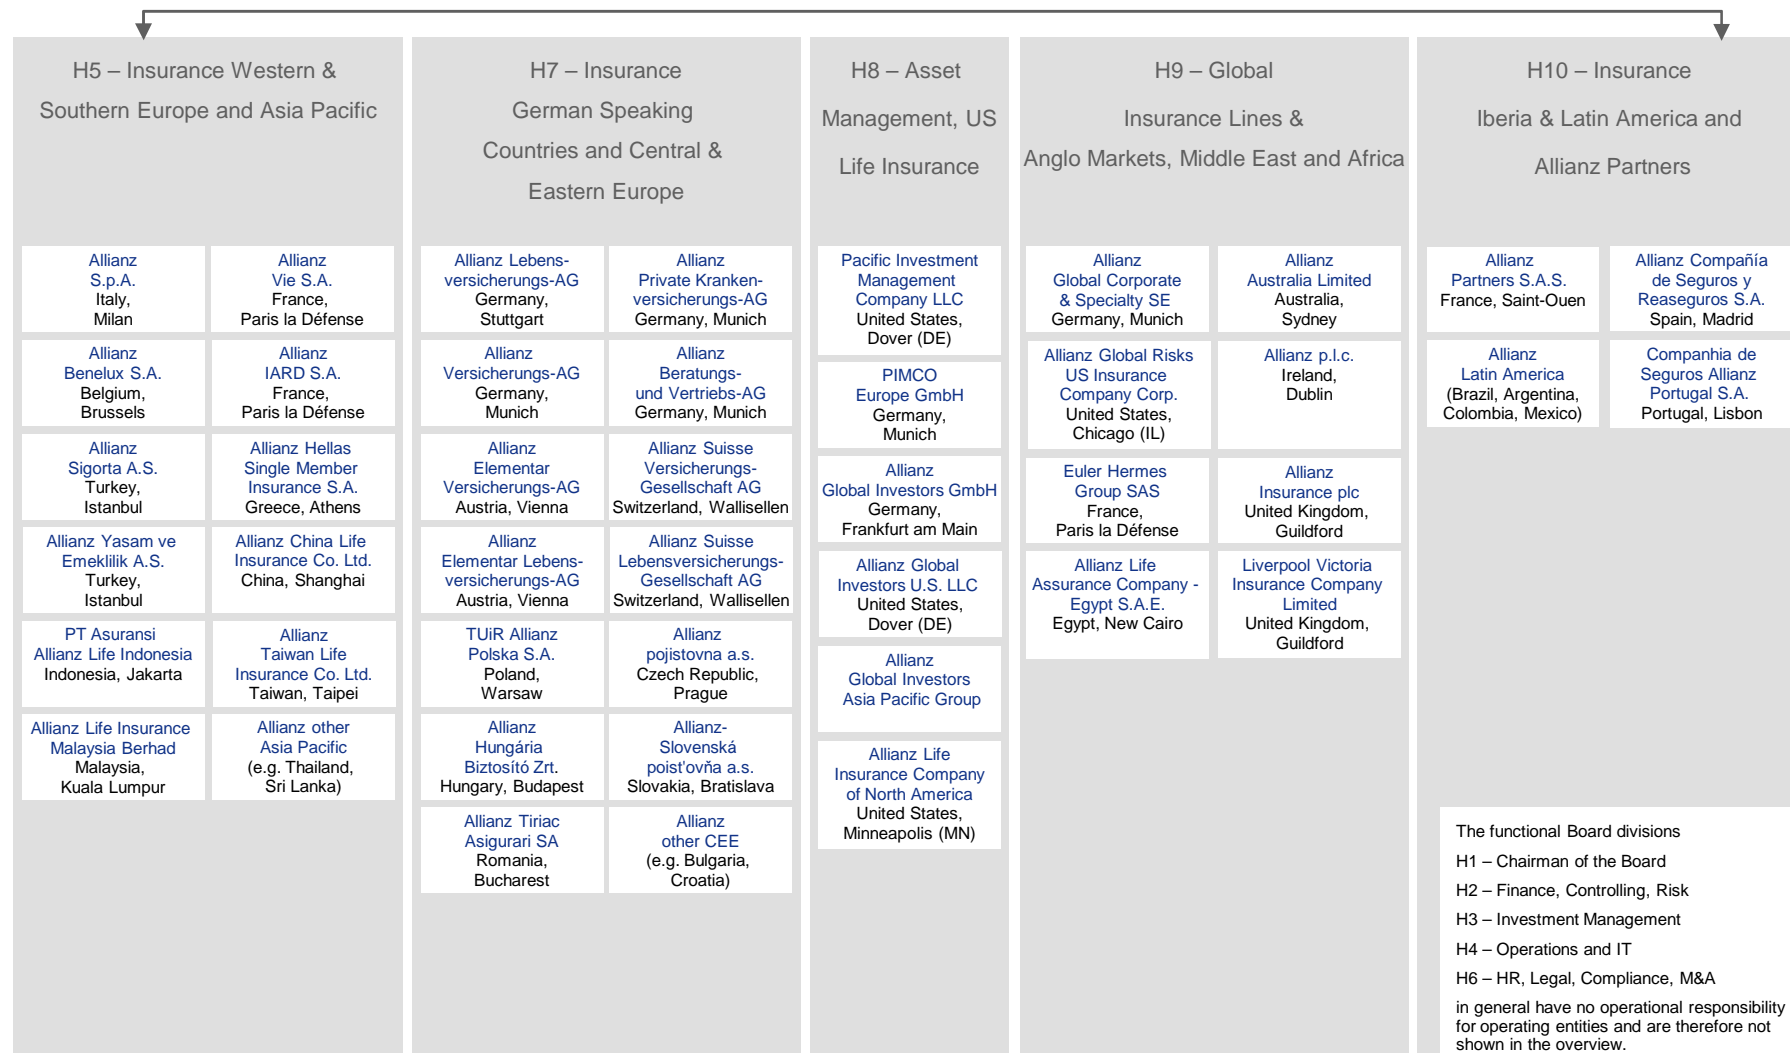 H5 – Insurance Western &
Southern Europe and Asia Pacific
Allianz
S.p.A.
Italy,
Milan
Allianz
Vie S.A.
France,
Paris la Défense
Allianz
Benelux S.A.
Belgium,
Brussels
Allianz
IARD S.A.
France,
Paris la Défense
Allianz
Sigorta A.S.
Turkey,
Istanbul
Allianz Hellas
Single Member
Insurance S.A.
Greece, Athens
Allianz Yasam ve
Emeklilik A.S.
Turkey,
Istanbul
Allianz China Life
Insurance Co. Ltd.
China, Shanghai
PT Asuransi
Allianz Life Indonesia
Indonesia, Jakarta
Allianz
Taiwan Life
Insurance Co. Ltd.
Taiwan, Taipei
Allianz Life Insurance
Malaysia Berhad
Malaysia,
Kuala Lumpur
Allianz other
Asia Pacific
(e.g. Thailand,
Sri Lanka)
H7 – Insurance
German Speaking
Countries and Central &
Eastern Europe
Allianz Lebens-
versicherungs-AG
Germany,
Stuttgart
Allianz
Private Kranken-
versicherungs-AG
Germany, Munich
Allianz
Versicherungs-AG
Germany,
Munich
Allianz
Beratungs-
und Vertriebs-AG
Germany, Munich
Allianz
Elementar
Versicherungs-AG
Austria, Vienna
Allianz Suisse
Versicherungs-
Gesellschaft AG
Switzerland, Wallisellen
Allianz
Elementar Lebens-
versicherungs-AG
Austria, Vienna
Allianz Suisse
Lebensversicherungs-
Gesellschaft AG
Switzerland, Wallisellen
TUiR Allianz
Polska S.A.
Poland,
Warsaw
Allianz
pojistovna a.s.
Czech Republic,
Prague
Allianz
Hungária
Biztosító Zrt.
Hungary, Budapest
Allianz-
Slovenská
poist'ovňa a.s.
Slovakia, Bratislava
Allianz Tiriac
Asigurari SA
Romania,
Bucharest
Allianz
other CEE
(e.g. Bulgaria,
Croatia)
H8 – Asset
Management, US
Life Insurance
Pacific Investment
Management
Company LLC
United States,
Dover (DE)
PIMCO
Europe GmbH
Germany,
Munich
Allianz
Global Investors GmbH
Germany,
Frankfurt am Main
Allianz Global
Investors U.S. LLC
United States,
Dover (DE)
Allianz
Global Investors
Asia Pacific Group
Allianz Life
Insurance Company
of North America
United States,
Minneapolis (MN)
H9 – Global
Insurance Lines &
Anglo Markets, Middle East and Africa
Allianz
Global Corporate
& Specialty SE
Germany, Munich
Allianz
Australia Limited
Australia,
Sydney
Allianz Global Risks
US Insurance
Company Corp.
United States,
Chicago (IL)
Allianz p.l.c.
Ireland,
Dublin
Euler Hermes
Group SAS
France,
Paris la Défense
Allianz
Insurance plc
United Kingdom,
Guildford
Allianz Life
Assurance Company -
Egypt S.A.E.
Egypt, New Cairo
Liverpool Victoria
Insurance Company
Limited
United Kingdom,
Guildford
H10 – Insurance
Iberia & Latin America and
Allianz Partners
Allianz
Partners S.A.S.
France, Saint-Ouen
Allianz Compañía
de Seguros y
Reaseguros S.A.
Spain, Madrid
Allianz
Latin America
(Brazil, Argentina,
Colombia, Mexico)
Companhia de
Seguros Allianz
Portugal S.A.
Portugal, Lisbon
The functional Board divisions
H1 – Chairman of the Board
H2 – Finance, Controlling, Risk
H3 – Investment Management
H4 – Operations and IT
H6 – HR, Legal, Compliance, M&A
in general have no operational responsibility
for operating entities and are therefore not
shown in the overview.